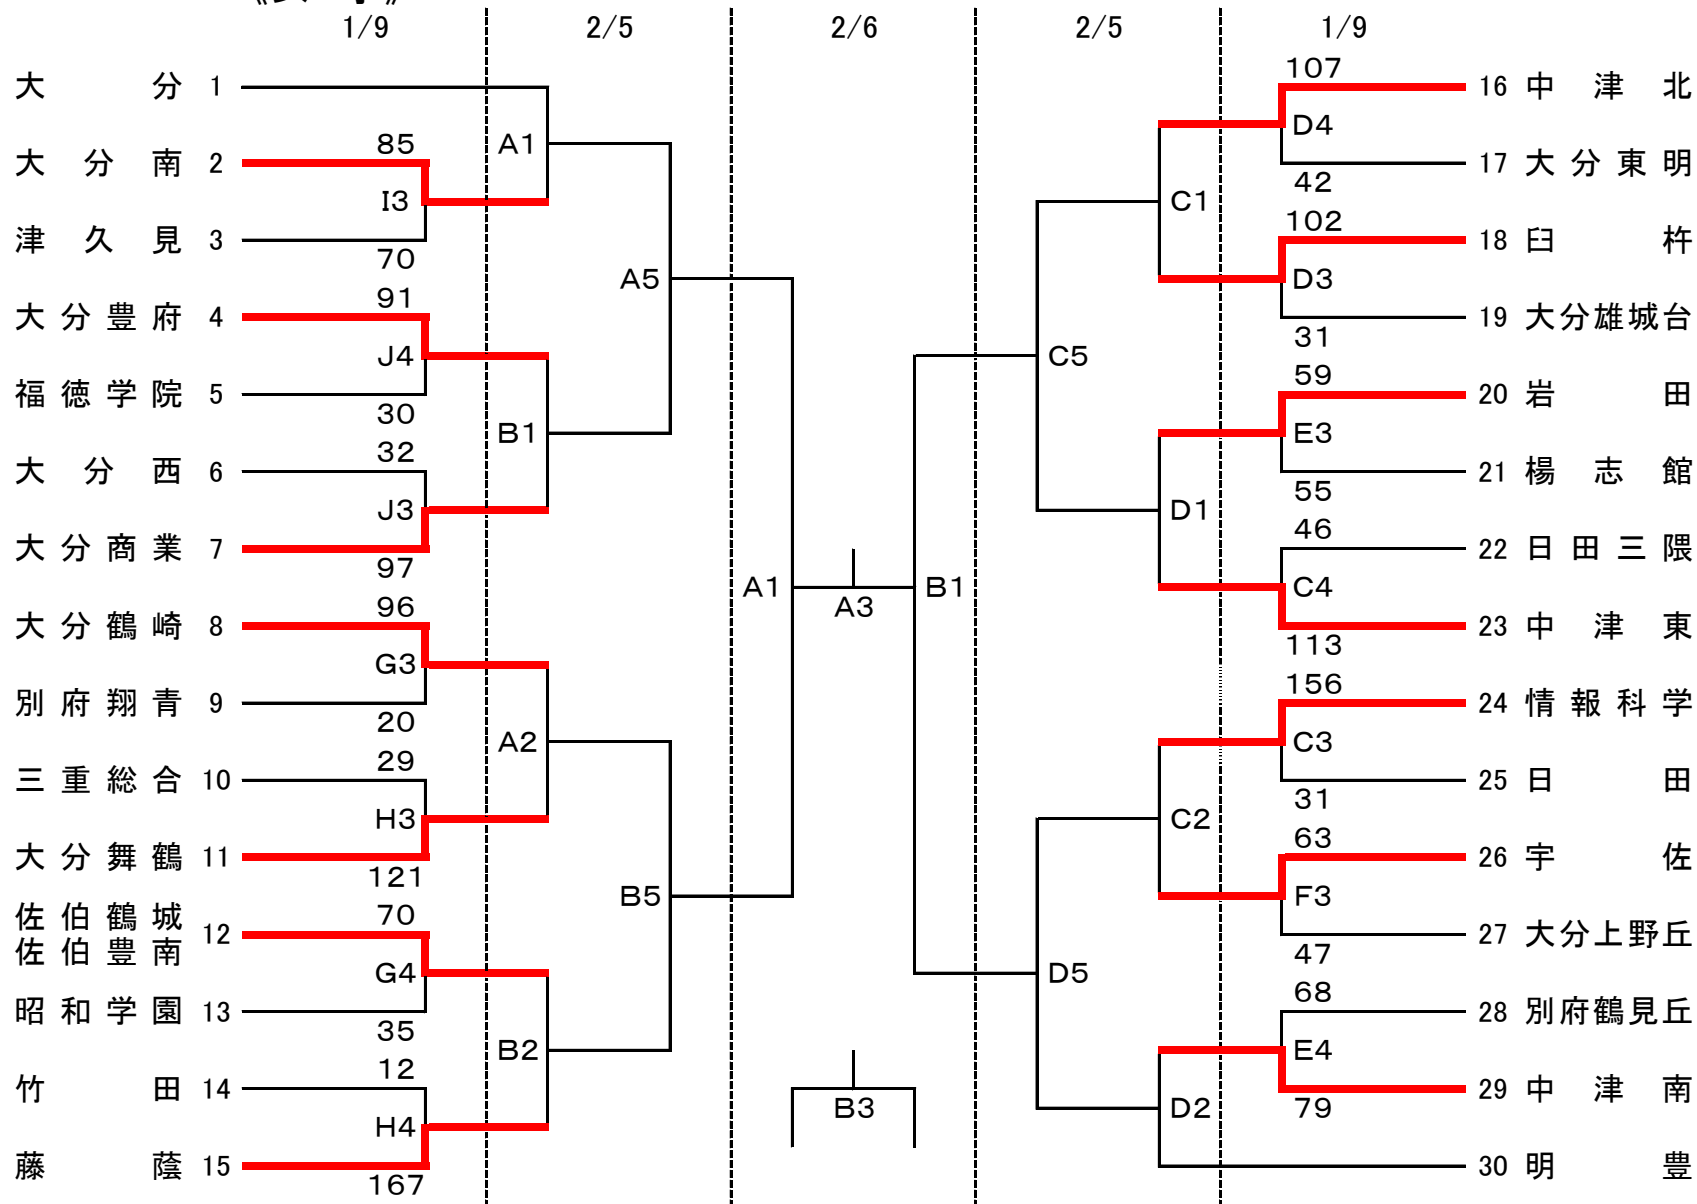 1/9 2/5 2/6 2/5 1/9
大分 1
大分南 2
津久見 3
大分豊府 4
福徳学院 5
大分西 6
大分商業 7
大分鶴崎 8
別府翔青 9
三重総合 10
大分舞鶴 11
佐伯鶴城
佐伯豊南 12
昭和学園 13
竹田 14
藤蔭 15
85
I3
70
91
J4
30
32
J3
97
96
G3
20
29
H3
121
70
G4
35
12
H4
167
A1
B1
A2
B2
A5
B5
A1
A3
B1
B3
C5
D5
C1
D1
C2
D2
107
D4
42
102
D3
31
59
E3
55
46
C4
113
156
C3
31
63
F3
47
68
E4
79
16 中津北
17 大分東明
18 臼杵
19 大分雄城台
20 岩田
21 楊志館
22 日田三隈
23 中津東
24 情報科学
25 日田
26 宇佐
27 大分上野丘
28 別府鶴見丘
29 中津南
30 明豊